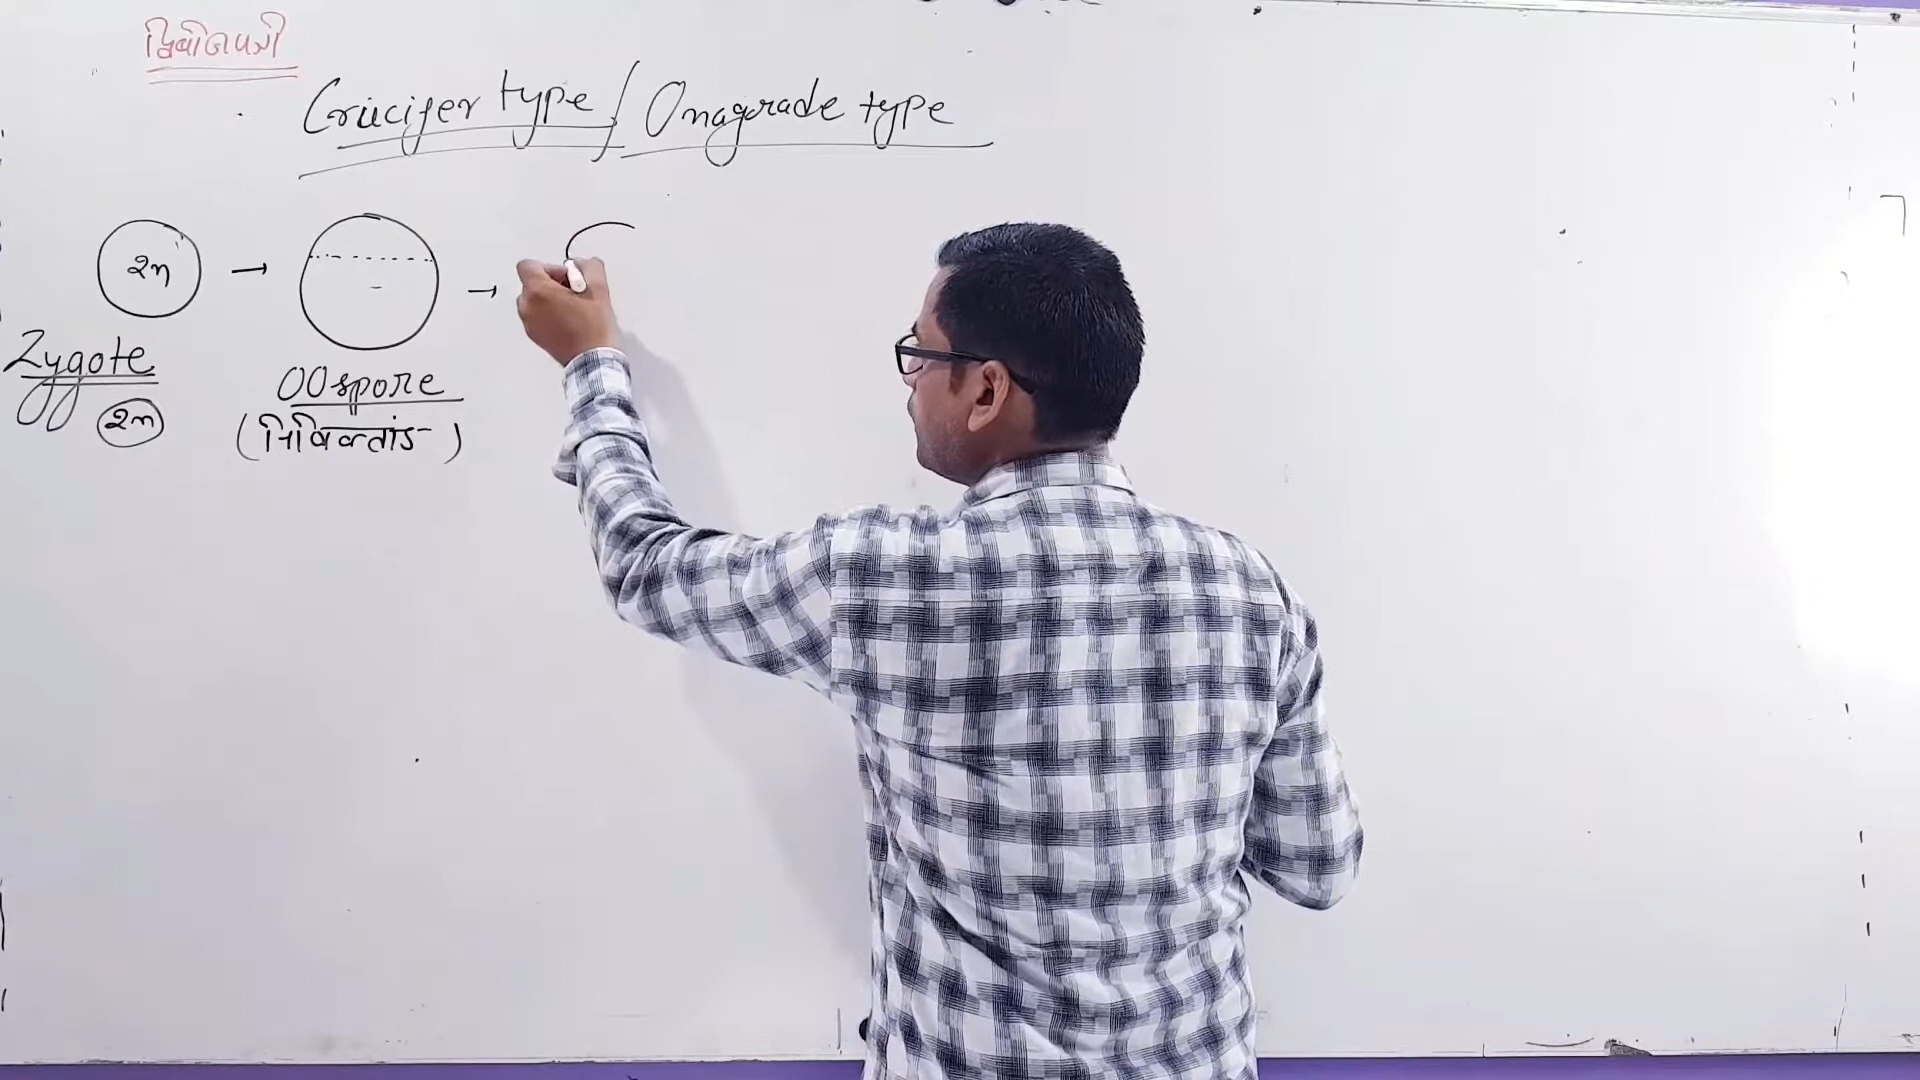 द्विबीजपत्री
Crucifer type / Onagrade type
2n
Zygote
2n
OOspore
(निषिक्तांड)